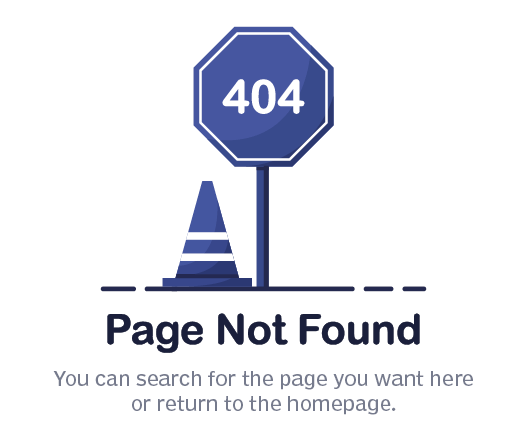 404
Page Not Found
You can search for the page you want here
or return to the homepage.